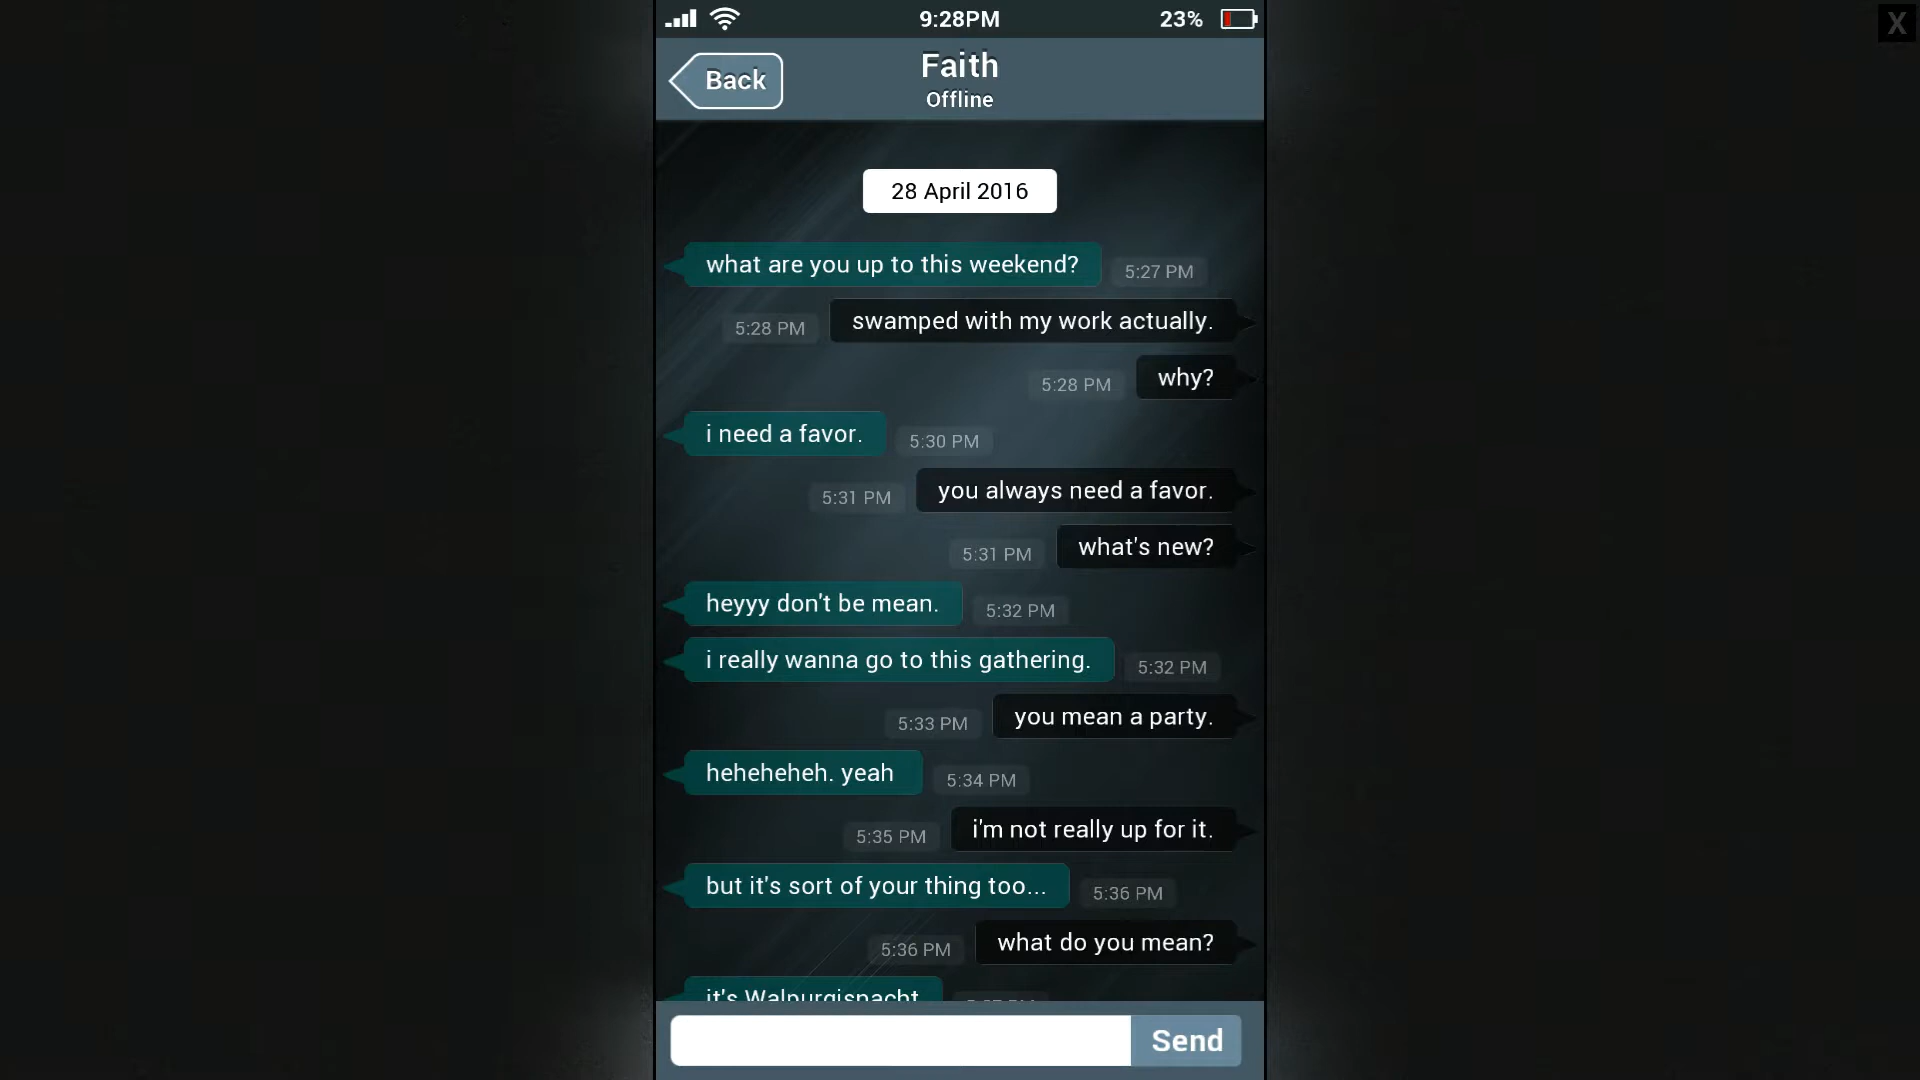 9:28PM 23%
X
Back
Faith
Offline
28 April 2016
what are you up to this weekend? 5:27 PM
5:28 PM swamped with my work actually.
5:28 PM why?
i need a favor. 5:30 PM
5:31 PM you always need a favor.
5:31 PM what's new?
heyyy don't be mean. 5:32 PM
i really wanna go to this gathering. 5:32 PM
5:33 PM you mean a party.
heheheheh. yeah 5:34 PM
5:35 PM i'm not really up for it.
but it's sort of your thing too... 5:36 PM
5:36 PM what do you mean?
it's Walpurgisnacht
Send